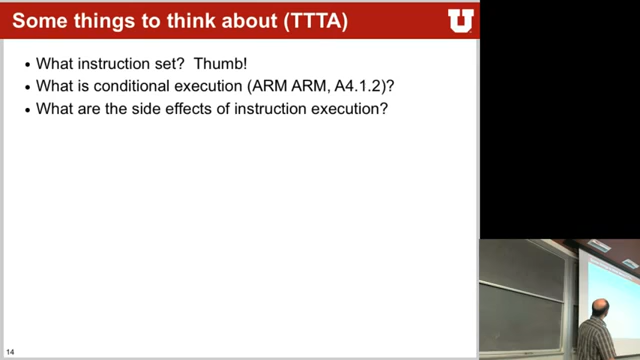 Some things to think about (TTTA)
U
• What instruction set? Thumb!
• What is conditional execution (ARM ARM, A4.1.2)?
• What are the side effects of instruction execution?
14